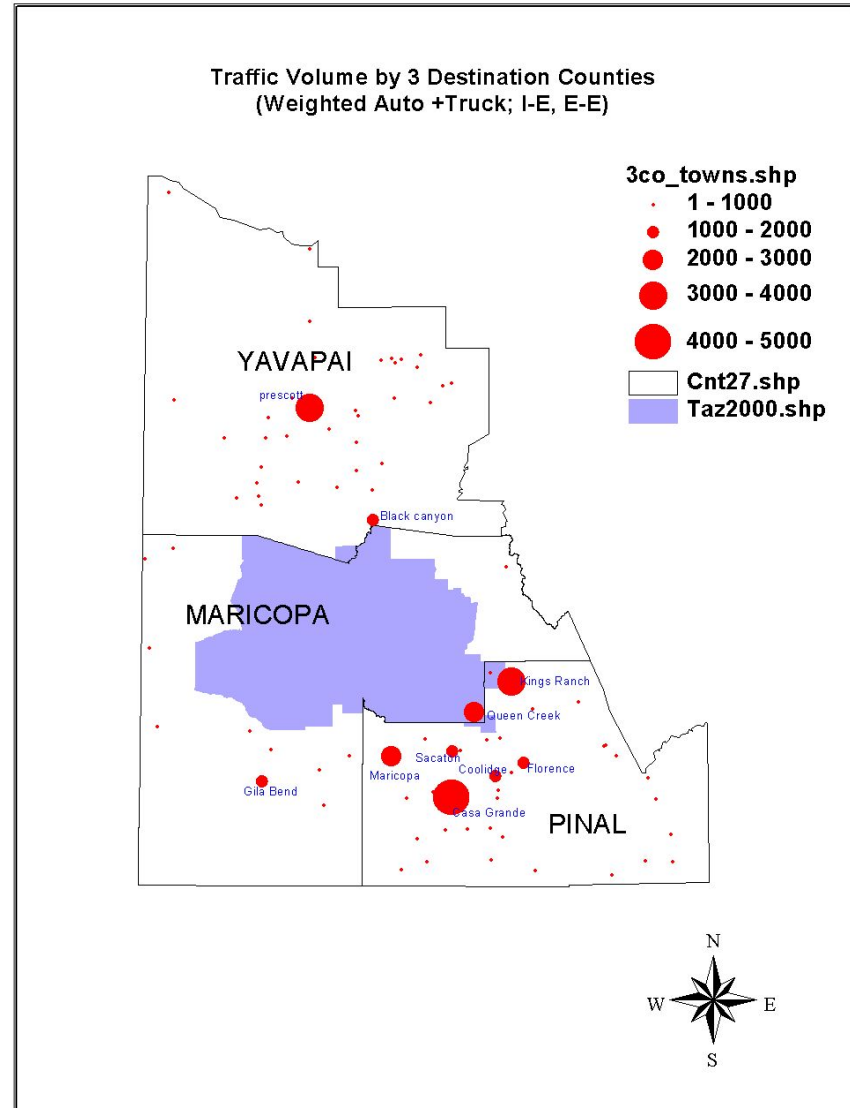 Traffic Volume by 3 Destination Counties
(Weighted Auto +Truck; I-E, E-E)
3co_towns.shp
1 - 1000
1000 - 2000
2000 - 3000
3000 - 4000
4000 - 5000
Cnt27.shp
Taz2000.shp
YAVAPAI
prescott
Black canyon
MARICOPA
Kings Ranch
Queen Creek
Sacaton
Maricopa
Coolidge
Florence
Gila Bend
Casa Grande
PINAL
N
W
E
S